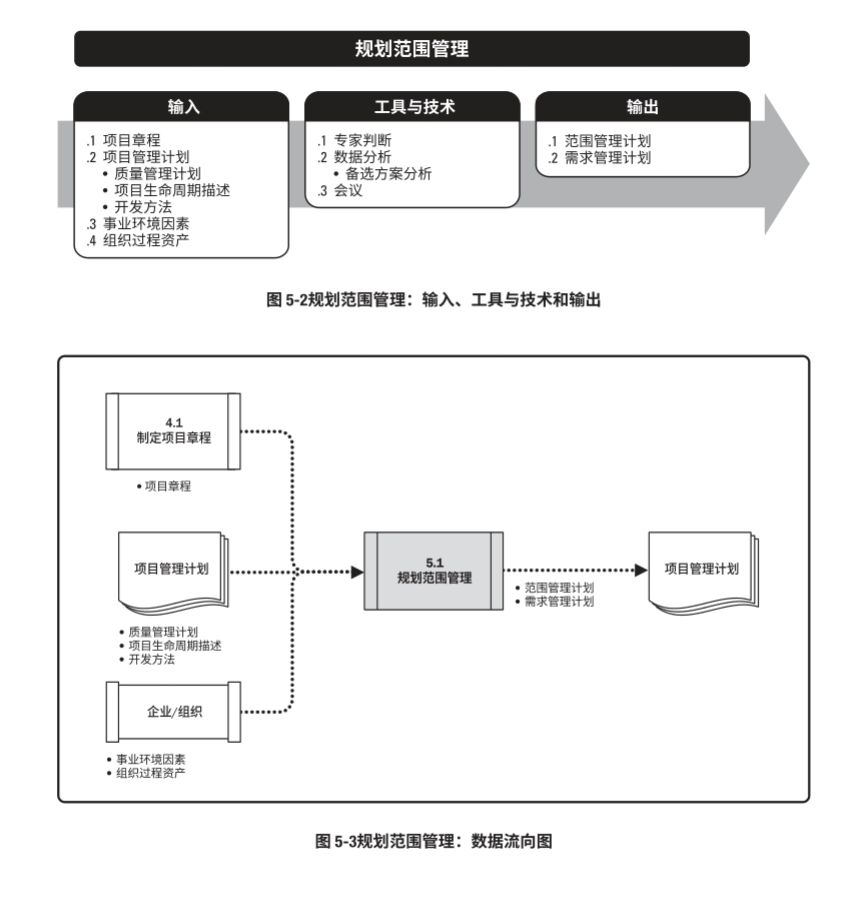 规划范围管理
输入
.1 项目章程
.2 项目管理计划
• 质量管理计划
• 项目生命周期描述
• 开发方法
.3 事业环境因素
.4 组织过程资产
工具与技术
.1 专家判断
.2 数据分析
• 备选方案分析
.3 会议
输出
.1 范围管理计划
.2 需求管理计划
图 5-2规划范围管理：输入、工具与技术和输出
4.1
制定项目章程
• 项目章程
项目管理计划
• 质量管理计划
• 项目生命周期描述
• 开发方法
企业/组织
• 事业环境因素
• 组织过程资产
5.1
规划范围管理
• 范围管理计划
• 需求管理计划
项目管理计划
图 5-3规划范围管理：数据流向图